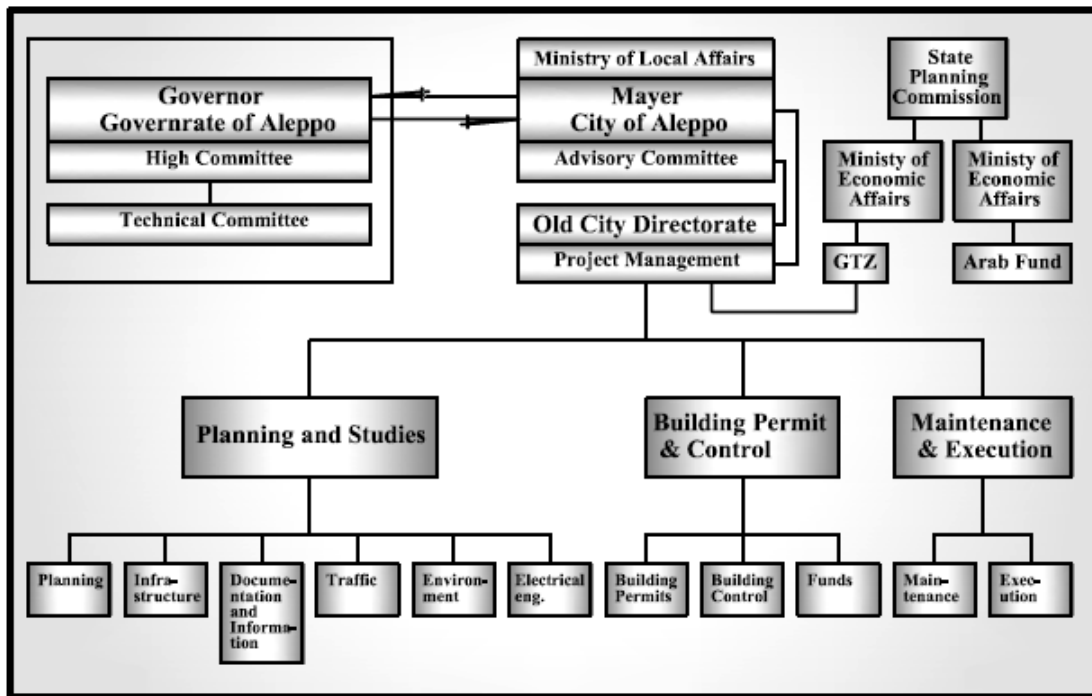 Governor
Governrate of Aleppo
High Committee
Technical Committee
Ministry of Local Affairs
Mayer
City of Aleppo
Advisory Committee
Old City Directorate
Project Management
State
Planning
Commission
Ministy of
Economic
Affairs
GTZ
Ministry of
Economic
Affairs
Arab Fund
Planning and Studies
Building Permit
& Control
Maintenance
& Execution
Planning
Infra-
structure
Docume-
ntation
and
Informa-
tion
Traffic
Environ-
ment
Electrical
eng.
Building
Permits
Building
Control
Funds
Main-
tenance
Exec-
ution